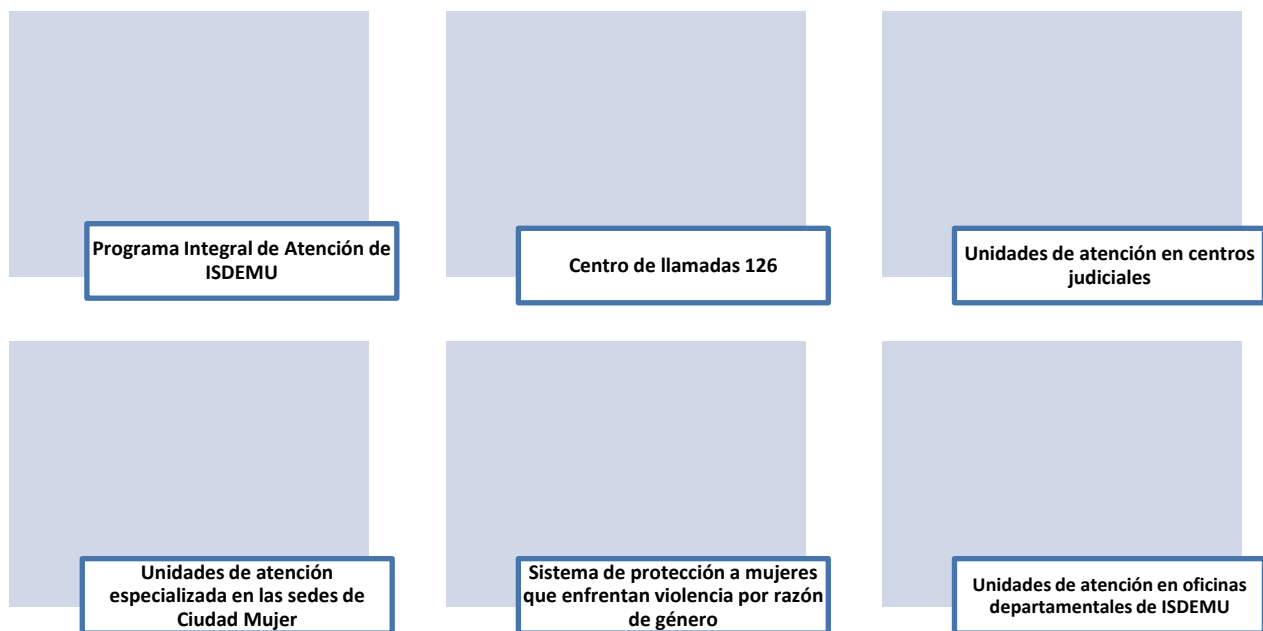 Programa Integral de Atención de
ISDEMU
Centro de llamadas 126
Unidades de atención en centros
judiciales
Unidades de atención
especializada en las sedes de
Ciudad Mujer
Sistema de protección a mujeres
que enfrentan violencia por razón
de género
Unidades de atención en oficinas
departamentales de ISDEMU